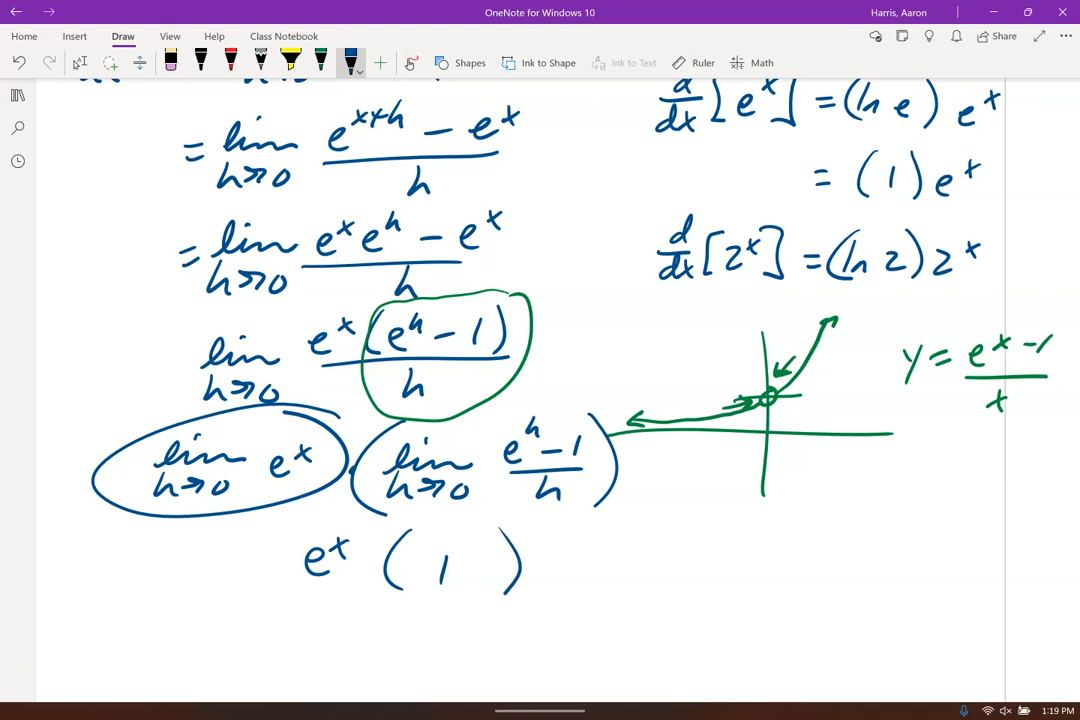 OneNote for Windows 10
Harris, Aaron
Home Insert Draw View Help Class Notebook
Share
Shapes Ink to Shape Ink to Text Ruler Math
= lim h→0 (e^(x+h) − e^x) / h
= lim h→0 (e^x e^h − e^x) / h
lim h→0 e^x (e^h − 1) / h
lim h→0 e^x · ( lim h→0 (e^h − 1) / h )
e^x ( 1 )
d/dx [e^x] = (ln e) e^x
= (1) e^x
d/dx [2^x] = (ln 2) 2^x
y = (e^x − 1) / x
1:19 PM